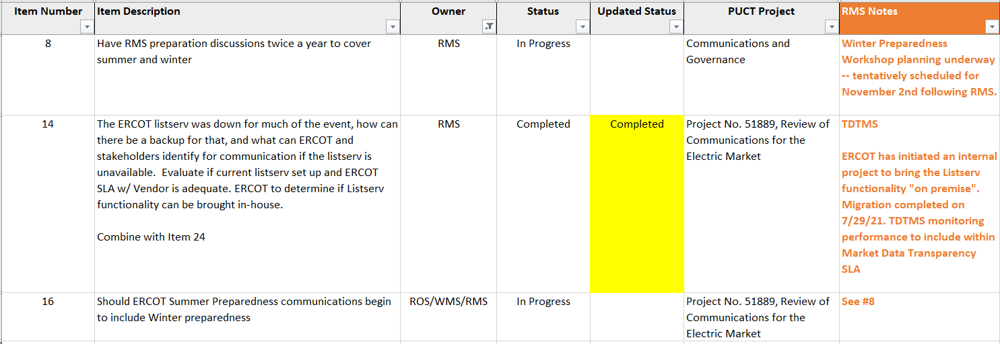 Item Number Item Description Owner Status Updated Status PUCT Project RMS Notes
8 Have RMS preparation discussions twice a year to cover RMS In Progress Communications and Winter Preparedness
summer and winter Governance Workshop planning underway
-- tentatively scheduled for
November 2nd following RMS.
14 The ERCOT listserv was down for much of the event, how can RMS Completed Completed Project No. 51889, Review of TDTMS
there be a backup for that, and what can ERCOT and Communications for the
stakeholders identify for communication if the listserv is Electric Market ERCOT has initiated an internal
unavailable.  Evaluate if current listserv set up and ERCOT project to bring the Listserv
SLA w/ Vendor is adequate. ERCOT to determine if Listserv functionality "on premise".
functionality can be brought in-house. Migration completed on
7/29/21. TDTMS monitoring
Combine with Item 24 performance to include within
Market Data Transparency
SLA
16 Should ERCOT Summer Preparedness communications begin ROS/WMS/RMS In Progress Project No. 51889, Review of See #8
to include Winter preparedness Communications for the
Electric Market